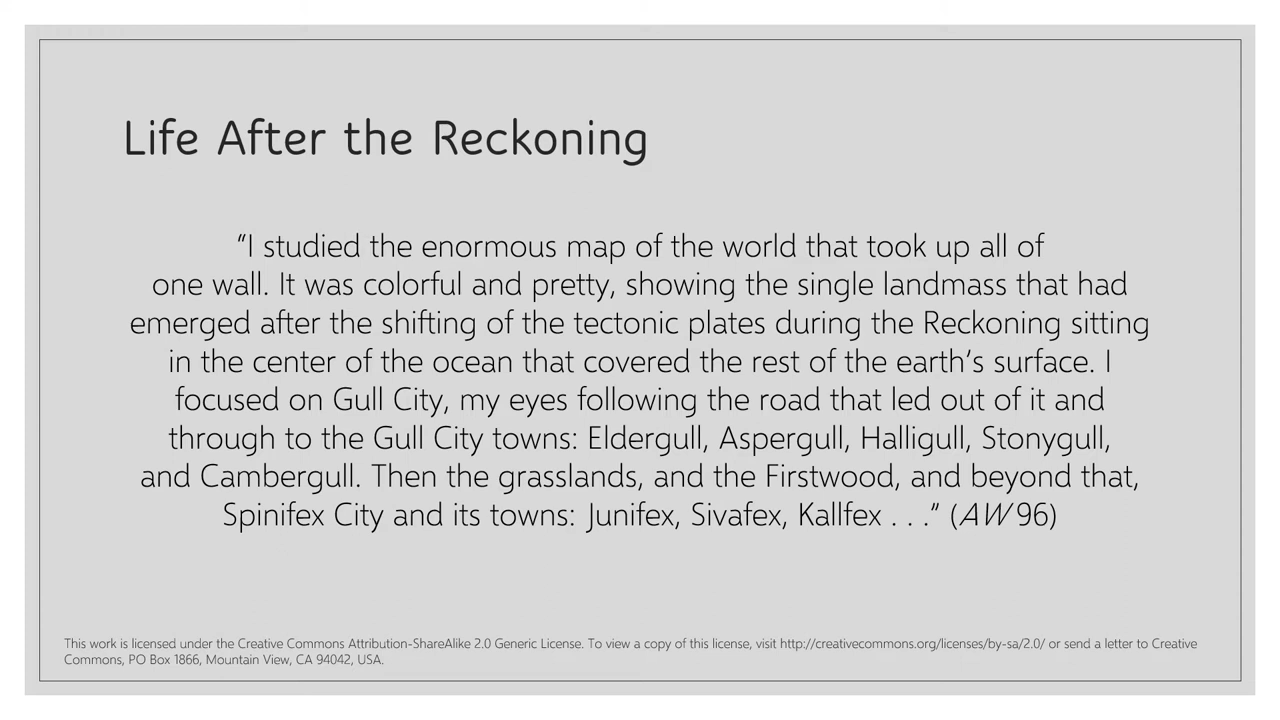 Life After the Reckoning
“I studied the enormous map of the world that took up all of
one wall. It was colorful and pretty, showing the single landmass that had
emerged after the shifting of the tectonic plates during the Reckoning sitting
in the center of the ocean that covered the rest of the earth’s surface. I
focused on Gull City, my eyes following the road that led out of it and
through to the Gull City towns: Eldergull, Aspergull, Halligull, Stonygull,
and Cambergull. Then the grasslands, and the Firstwood, and beyond that,
Spinifex City and its towns: Junifex, Sivafex, Kallfex . . .” (AW 96)
This work is licensed under the Creative Commons Attribution-ShareAlike 2.0 Generic License. To view a copy of this license, visit http://creativecommons.org/licenses/by-sa/2.0/ or send a letter to Creative
Commons, PO Box 1866, Mountain View, CA 94042, USA.